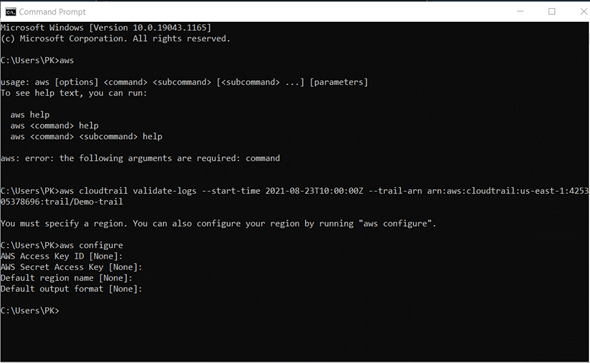 Command Prompt
Microsoft Windows [Version 10.0.19043.1165]
(c) Microsoft Corporation. All rights reserved.
C:\Users\PK>aws
usage: aws [options] <command> <subcommand> [<subcommand> ...] [parameters]
To see help text, you can run:
aws help
aws <command> help
aws <command> <subcommand> help
aws: error: the following arguments are required: command
C:\Users\PK>aws cloudtrail validate-logs --start-time 2021-08-23T10:00:00Z --trail-arn arn:aws:cloudtrail:us-east-1:4253
05378696:trail/Demo-trail
You must specify a region. You can also configure your region by running "aws configure".
C:\Users\PK>aws configure
AWS Access Key ID [None]:
AWS Secret Access Key [None]:
Default region name [None]:
Default output format [None]:
C:\Users\PK>